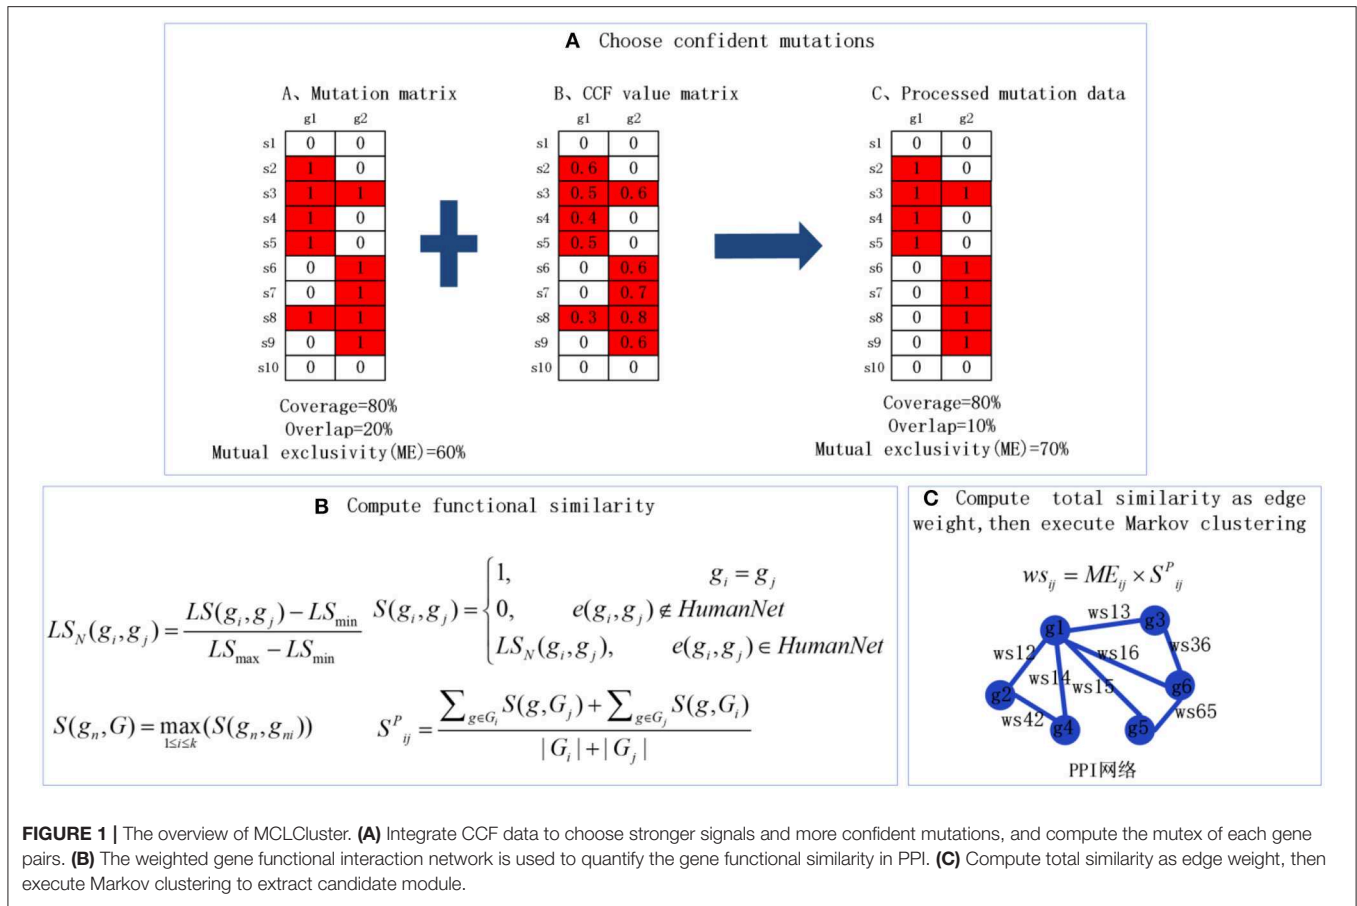 A Choose confident mutations
A、Mutation matrix
g1 g2
s1 0 0
s2 1 0
s3 1 1
s4 1 0
s5 1 0
s6 0 1
s7 0 1
s8 1 1
s9 0 1
s10 0 0
Coverage=80%
Overlap=20%
Mutual exclusivity(ME)=60%
B、CCF value matrix
g1 g2
s1 0 0
s2 0.6 0
s3 0.5 0.6
s4 0.4 0
s5 0.5 0
s6 0 0.6
s7 0 0.7
s8 0.3 0.8
s9 0 0.6
s10 0 0
C、Processed mutation data
g1 g2
s1 0 0
s2 1 0
s3 1 1
s4 1 0
s5 1 0
s6 0 1
s7 0 1
s8 0 1
s9 0 1
s10 0 0
Coverage=80%
Overlap=10%
Mutual exclusivity(ME)=70%
B Compute functional similarity
LS_N(g_i,g_j) = (LS(g_i,g_j) − LS_min) / (LS_max − LS_min)
S(g_i,g_j) = {
1, g_i = g_j
0, e(g_i,g_j) ∉ HumanNet
LS_N(g_i,g_j), e(g_i,g_j) ∈ HumanNet
S(g_n,G) = max_{1≤i≤k}(S(g_n,g_ni))
S^P_ij = (∑_{g∈G_i} S(g,G_j) + ∑_{g∈G_j} S(g,G_i)) / (|G_i| + |G_j|)
C Compute total similarity as edge
weight,then execute Markov clustering
ws_ij = ME_ij × S^P_ij
ws13
g1 g3
ws12 ws16 ws36
ws14 ws15
g2 g6
ws42 ws65
g4 g5
PPI网络
FIGURE 1 | The overview of MCLCluster. (A) Integrate CCF data to choose stronger signals and more confident mutations, and compute the mutex of each gene
pairs. (B) The weighted gene functional interaction network is used to quantify the gene functional similarity in PPI. (C) Compute total similarity as edge weight, then
execute Markov clustering to extract candidate module.